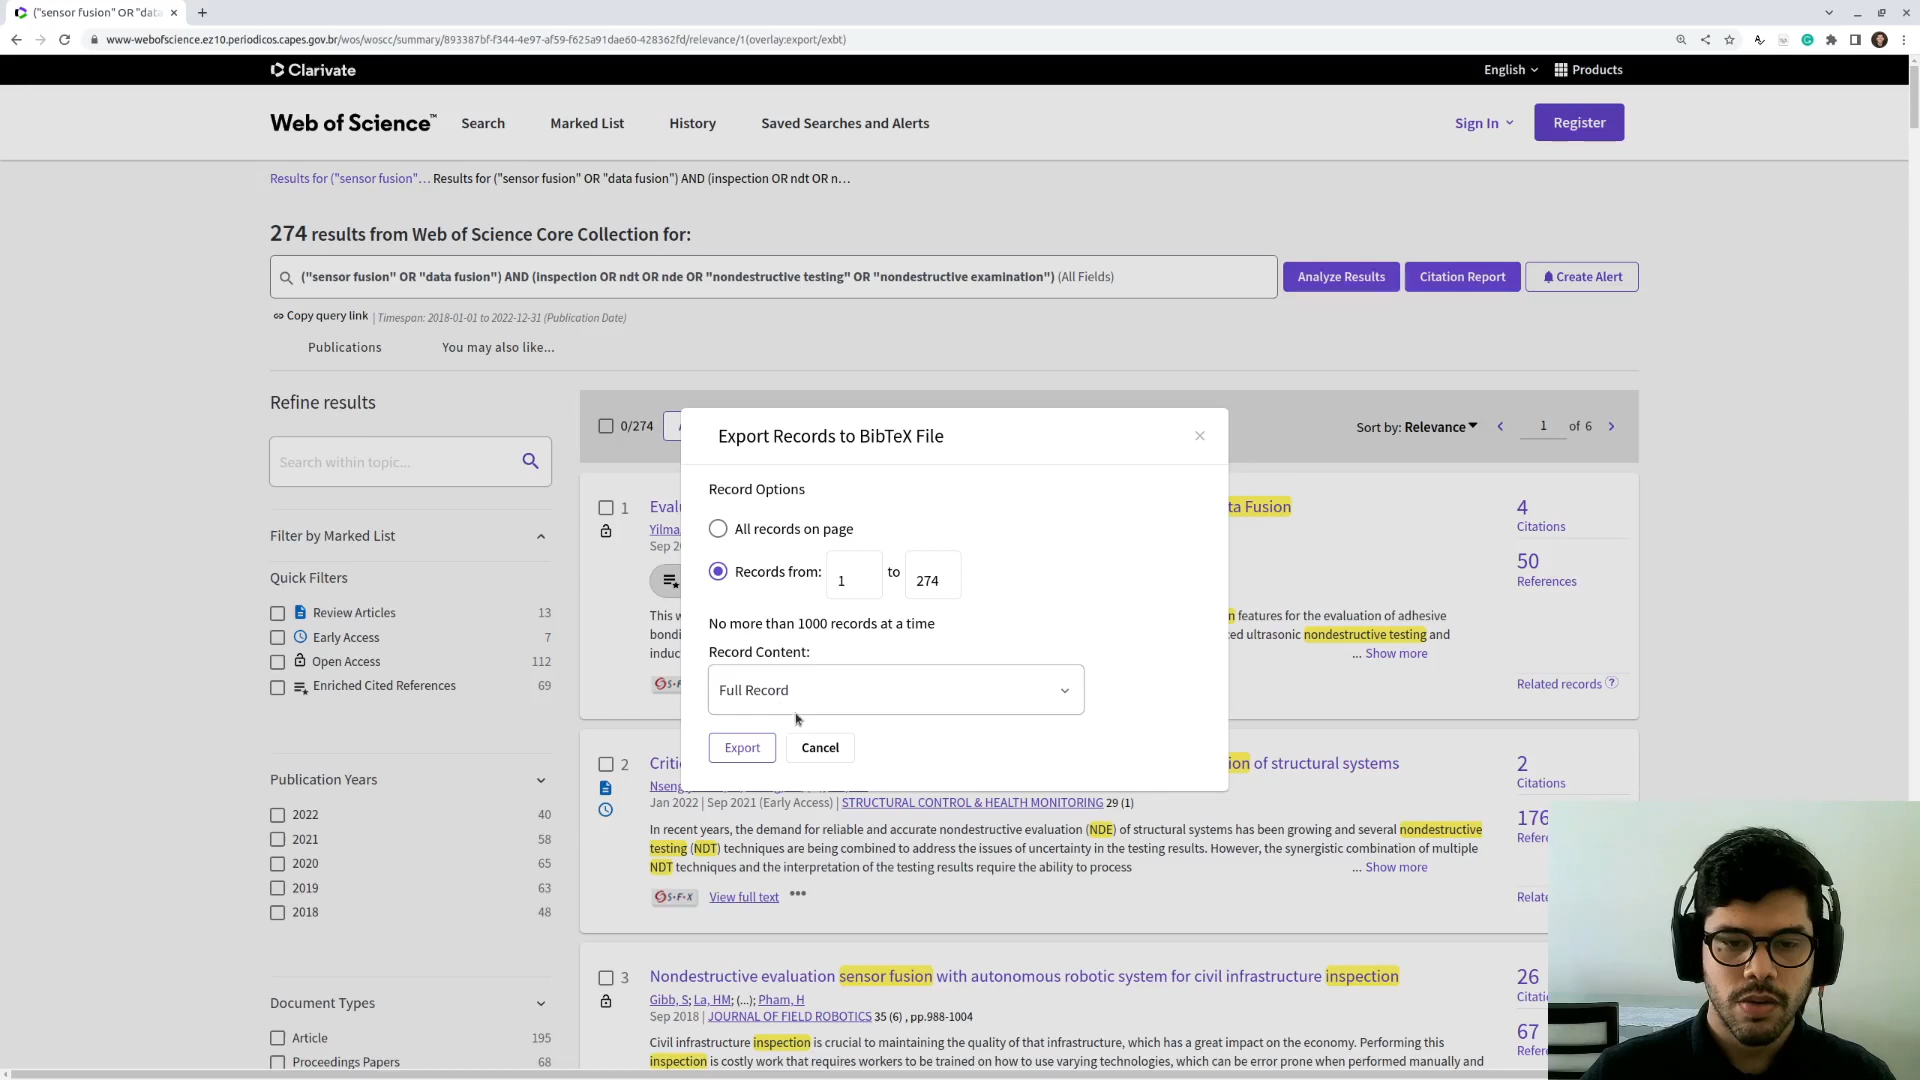 ("sensor fusion" OR "data
www-webofscience.ez10.periodicos.capes.gov.br/wos/woscc/summary/893387bf-f344-4e97-af59-f625a91dae60-428362fd/relevance/1(overlay:export/exbt)
Clarivate
English
Products
Web of Science™
Search
Marked List
History
Saved Searches and Alerts
Sign In
Register
Results for ("sensor fusion"... Results for ("sensor fusion" OR "data fusion") AND (inspection OR ndt OR n...
274 results from Web of Science Core Collection for:
("sensor fusion" OR "data fusion") AND (inspection OR ndt OR nde OR "nondestructive testing" OR "nondestructive examination") (All Fields)
Analyze Results
Citation Report
Create Alert
Copy query link | Timespan: 2018-01-01 to 2022-12-31 (Publication Date)
Publications
You may also like...
Refine results
Search within topic...
Filter by Marked List
Quick Filters
Review Articles 13
Early Access 7
Open Access 112
Enriched Cited References 69
Publication Years
2022 40
2021 58
2020 65
2019 63
2018 48
Document Types
Article 195
Proceedings Papers 68
0/274
Sort by: Relevance
1 of 6
Export Records to BibTeX File
Record Options
All records on page
Records from: 1 to 274
No more than 1000 records at a time
Record Content:
Full Record
Export
Cancel
1
Evalu
ta Fusion
Yilma
Sep 20
This w
n features for the evaluation of adhesive
bondi
ed ultrasonic nondestructive testing and
induc
... Show more
4
Citations
50
References
Related records
2
Critic
ion of structural systems
Nseng
Jan 2022 | Sep 2021 (Early Access) | STRUCTURAL CONTROL & HEALTH MONITORING 29 (1)
In recent years, the demand for reliable and accurate nondestructive evaluation (NDE) of structural systems has been growing and several nondestructive
testing (NDT) techniques are being combined to address the issues of uncertainty in the testing results. However, the synergistic combination of multiple
NDT techniques and the interpretation of the testing results require the ability to process
... Show more
S·F·X
View full text
2
Citations
176
Refere
Relate
3
Nondestructive evaluation sensor fusion with autonomous robotic system for civil infrastructure inspection
Gibb, S; La, HM; (...); Pham, H
Sep 2018 | JOURNAL OF FIELD ROBOTICS 35 (6) , pp.988-1004
Civil infrastructure inspection is crucial to maintaining the quality of that infrastructure, which has a great impact on the economy. Performing this
inspection is costly work that requires workers to be trained on how to use varying technologies, which can be error prone when performed manually and
26
Citatio
67
Refere